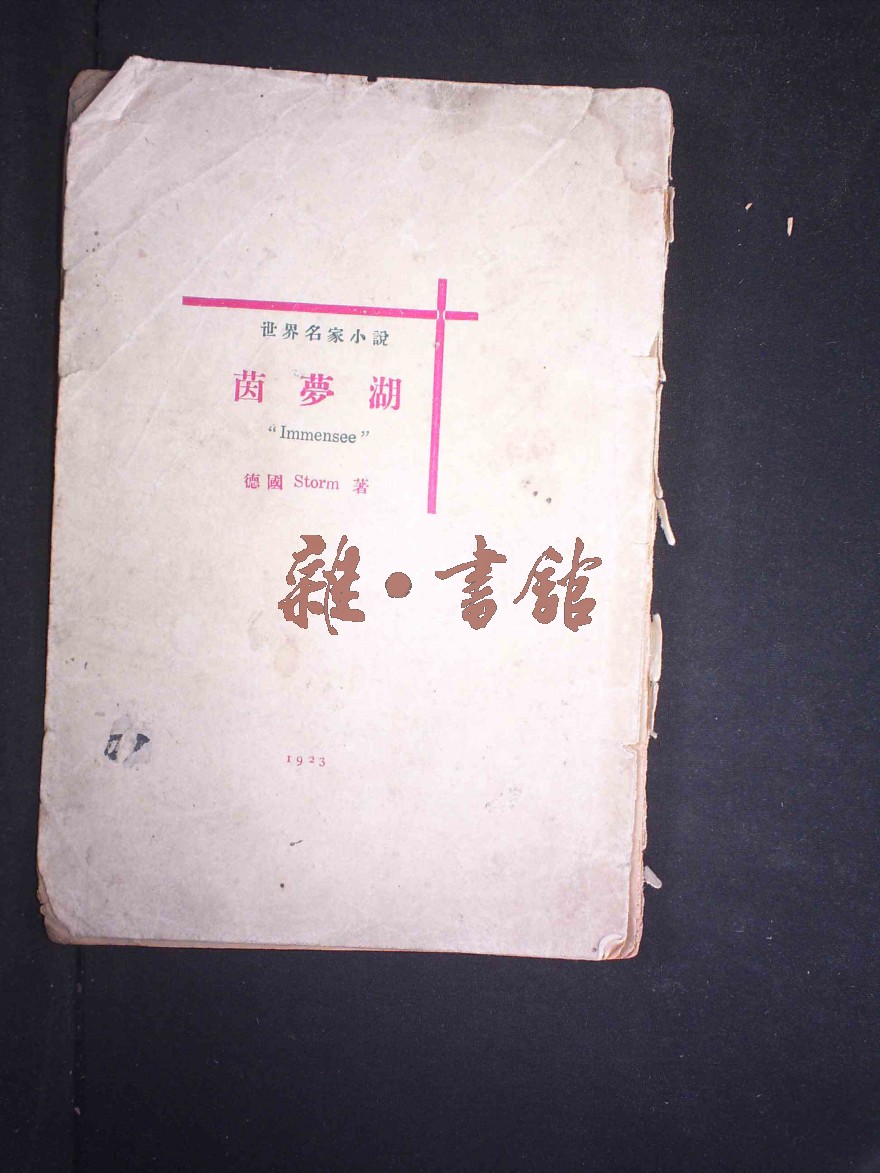 世界名家小說
茵夢湖
“Immensee”
德國 Storm 著
雜·書館
1923